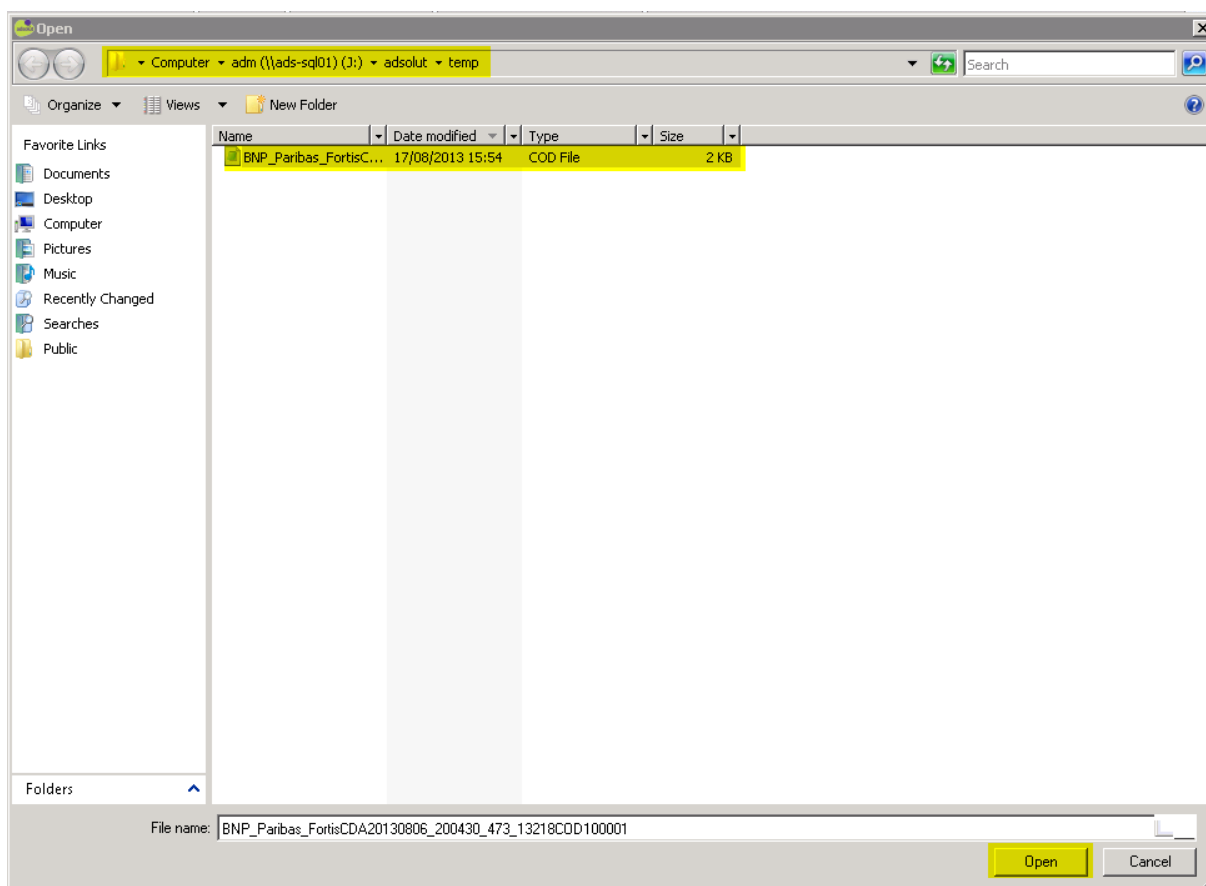 Open
Computer adm (\\ads-sql01) (J:) adsolut temp
Search
Organize Views New Folder
Favorite Links
Documents
Desktop
Computer
Pictures
Music
Recently Changed
Searches
Public
Name Date modified Type Size
BNP_Paribas_FortisC... 17/08/2013 15:54 COD File 2 KB
Folders
File name: BNP_Paribas_FortisCDA20130806_200430_473_13218COD100001
Open Cancel